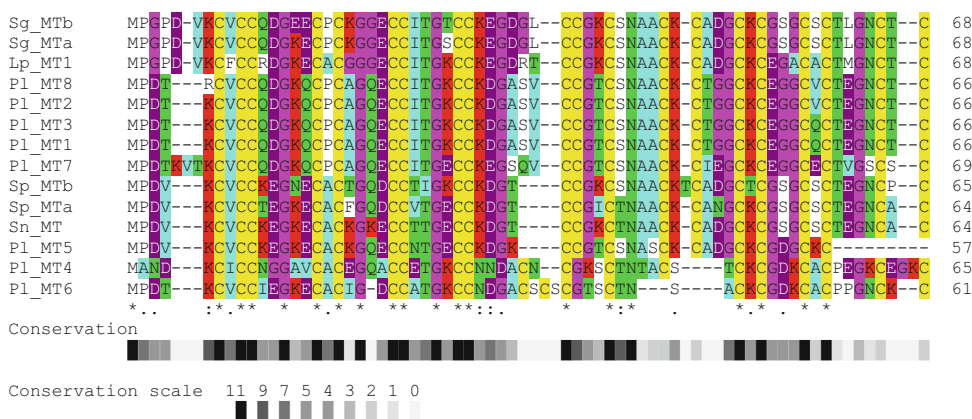 Sg_MTb MPGPD-VKCVCCQDGEECPCKGGECCITGTCCKEGDGL--CCGKCSNAACK-CADGCKCGSGCSCTLGNCT--C 68
Sg_MTa MPGPD-VKCVCCQDGKECPCKGGECCITGSCCKEGDGL--CCGKCSNAACK-CADGCKCGSGCSCTLGNCT--C 68
Lp_MT1 MPGPD-VKCFCCRDGKECACGGGECCITGKCCKEGDRT--CCGKCSNAACK-CADGCKCEGACACTMGNCT--C 68
Pl_MT8 MPDT---RCVCCQDGKQCPCAGQECCITGKCCKDGASV--CCGTCSNAACK-CTGGCKCEGGCVCTEGNCT--C 66
Pl_MT2 MPDT---KCVCCQDGKQCPCAGQECCITGKCCKDGASV--CCGTCSNAACK-CTGGCKCEGGCVCTEGNCT--C 66
Pl_MT3 MPDT---KCVCCQDGKQCPCAGQECCITGKCCKDGASV--CCGTCSNAACK-CTGGCKCEGGCQCTEGNCT--C 66
Pl_MT1 MPDT---KCVCCQDGKQCPCAGQECCITGKCCKDGASV--CCGTCSNAACK-CTGGCKCEGGCQCTEGNCT--C 66
Pl_MT7 MPDTKVTKCVCCQDGKQCPCAGQECCITGECCKEGSQV--CCGTCSNAACK-CIEGCKCEGGCECTVGSCS--C 69
Sp_MTb MPDV---KCVCCKEGNECACTGQDCCTIGKCCKDGT----CCGKCSNAACKTCADGCTCGSGCSCTEGNCP--C 65
Sp_MTa MPDV---KCVCCTEGKECACFGQDCCVTGECCKDGT----CCGICTNAACK-CANGCKCGSGCSCTEGNCA--C 64
Sn_MT MPDV---KCVCCKEGKECACKGKECCTTGECCKDGT----CCGKCTNAACK-CADGCKCGSGCSCTEGNCA--C 64
Pl_MT5 MPDV---KCVCCKEGKECACKGQECCNTGECCKDGK----CCGTCSNASCK-CADGCKCGDGCKC--------- 57
Pl_MT4 MAND---KCICCNGGAVCACEGQACCETGKCCNNDACN--CGKSCTNTACS----TCKCGDKCACPEGKCEGKC 65
Pl_MT6 MPDT---KCVCCIEGKECACIG-DCCATGKCCNDGACSCSCGTSCTN---S----ACKCGDKCACPPGNCK--C 61
*..    :*:**  *  * * *  ** ** **::.      *   *:*   .    *.*   * *
Conservation
Conservation scale 11 9 7 5 4 3 2 1 0